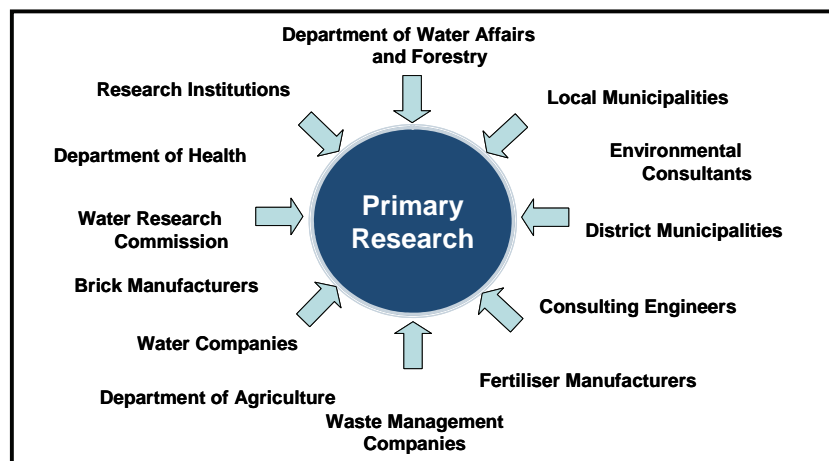 Department of Water Affairs
and Forestry
Research Institutions
Local Municipalities
Department of Health
Environmental
Consultants
Primary
Research
Water Research
Commission
District Municipalities
Brick Manufacturers
Consulting Engineers
Water Companies
Fertiliser Manufacturers
Department of Agriculture
Waste Management
Companies